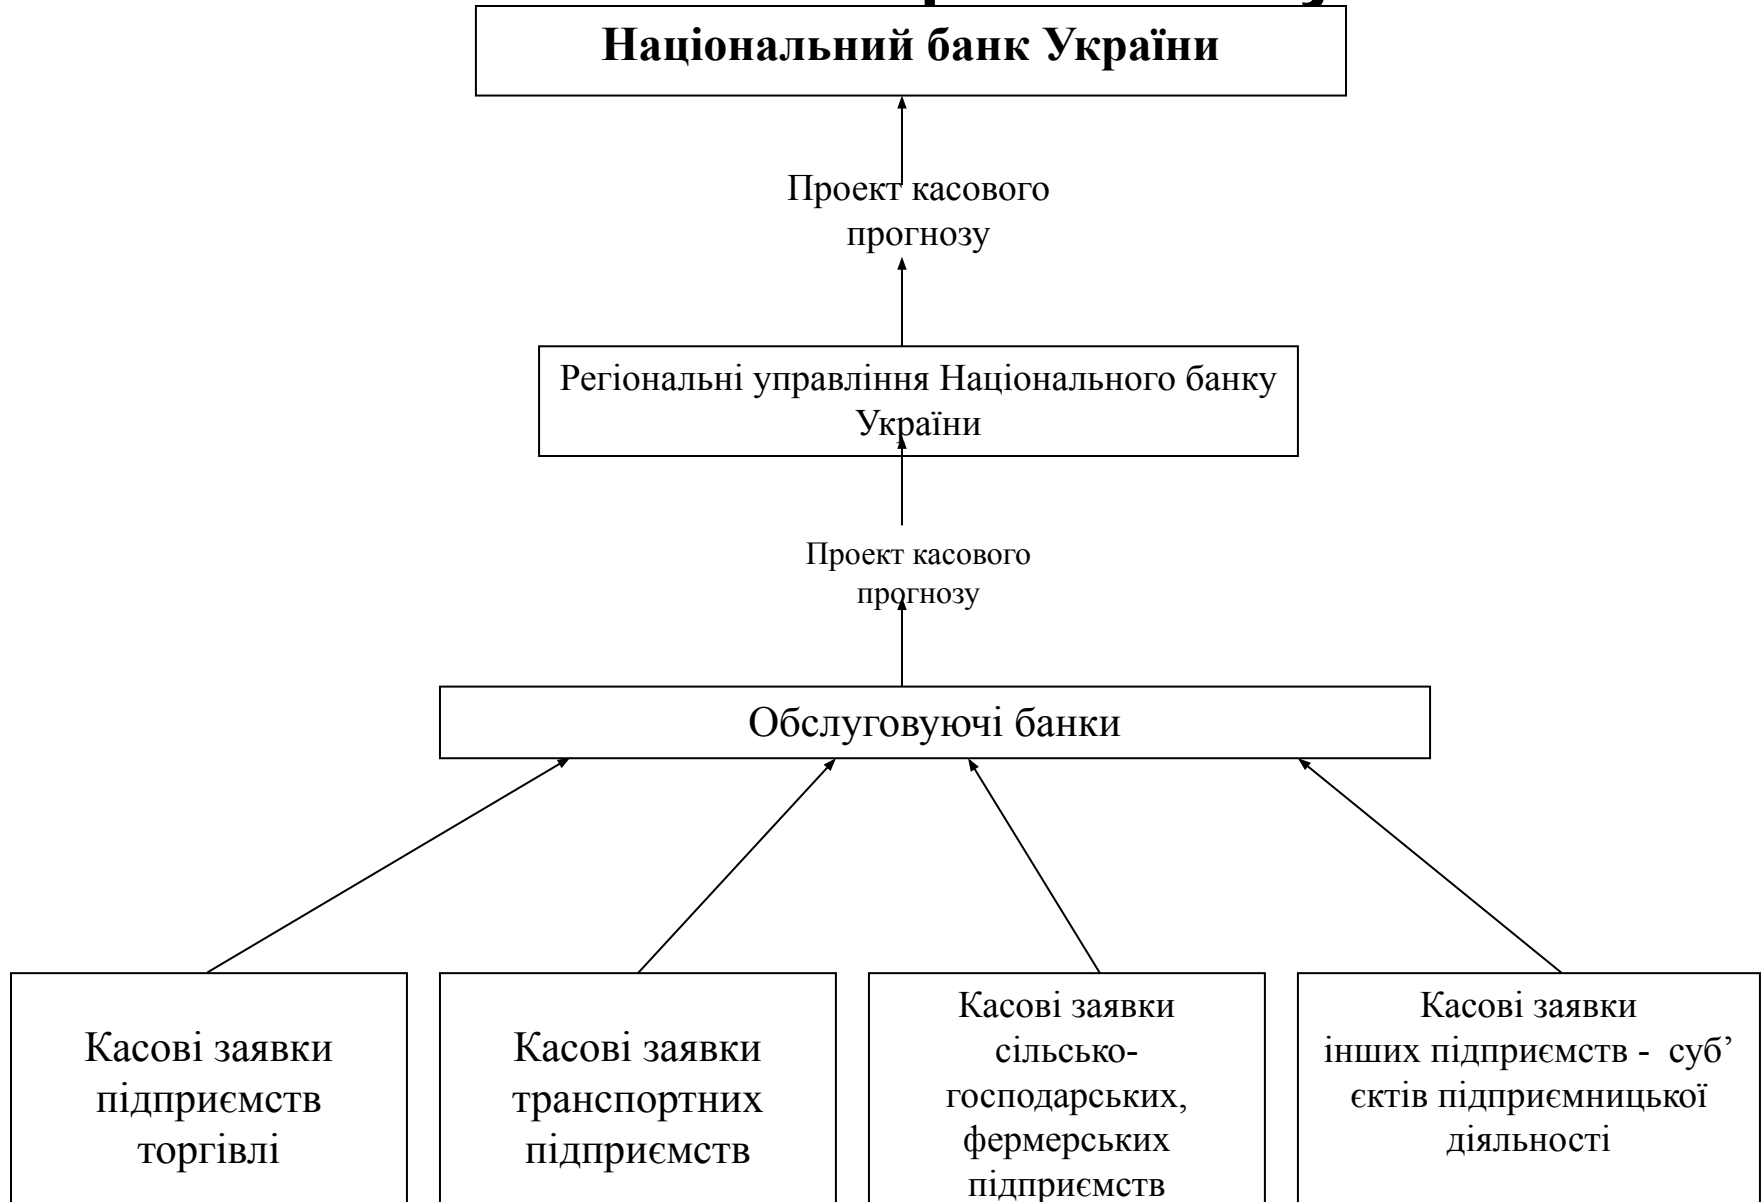 Національний банк України
Проект касового
прогнозу
Регіональні управління Національного банку
України
Проект касового
прогнозу
Обслуговуючі банки
Касові заявки
підприємств
торгівлі
Касові заявки
транспортних
підприємств
Касові заявки
сільсько-
господарських,
фермерських
підприємств
Касові заявки
інших підприємств - суб’
єктів підприємницької
діяльності